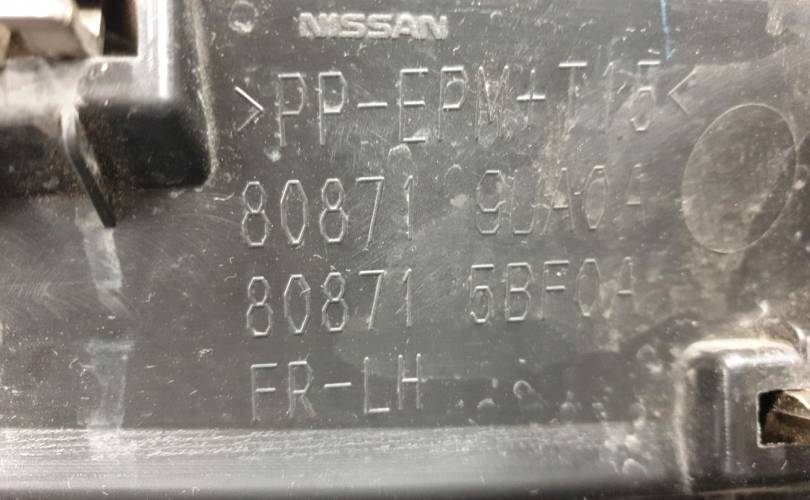 NISSAN
>PP-EPM+T15<
80871 9UA0A
80871 5BF0A
FR-LH